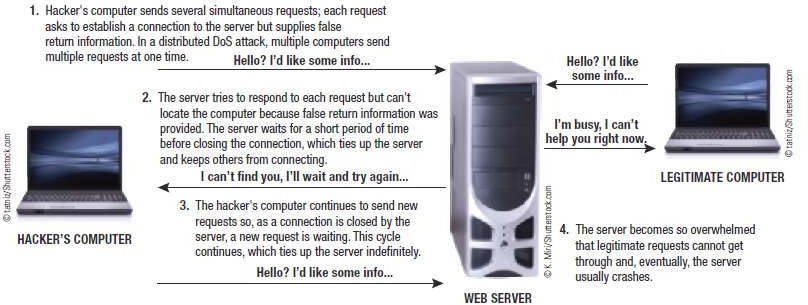 1. Hacker's computer sends several simultaneous requests; each request
asks to establish a connection to the server but supplies false
return information. In a distributed DoS attack, multiple computers send
multiple requests at one time.
Hello? I'd like some info...
2. The server tries to respond to each request but can't
locate the computer because false return information was
provided. The server waits for a short period of time
before closing the connection, which ties up the server
and keeps others from connecting.
I can't find you, I'll wait and try again...
3. The hacker's computer continues to send new
requests so, as a connection is closed by the
server, a new request is waiting. This cycle
continues, which ties up the server indefinitely.
Hello? I'd like some info...
© tatniz/Shutterstock.com
HACKER'S COMPUTER
© K. Miri/Shutterstock.com
WEB SERVER
Hello? I'd like
some info...
I'm busy, I can't
help you right now.
© tatniz/Shutterstock.com
LEGITIMATE COMPUTER
4. The server becomes so overwhelmed
that legitimate requests cannot get
through and, eventually, the server
usually crashes.